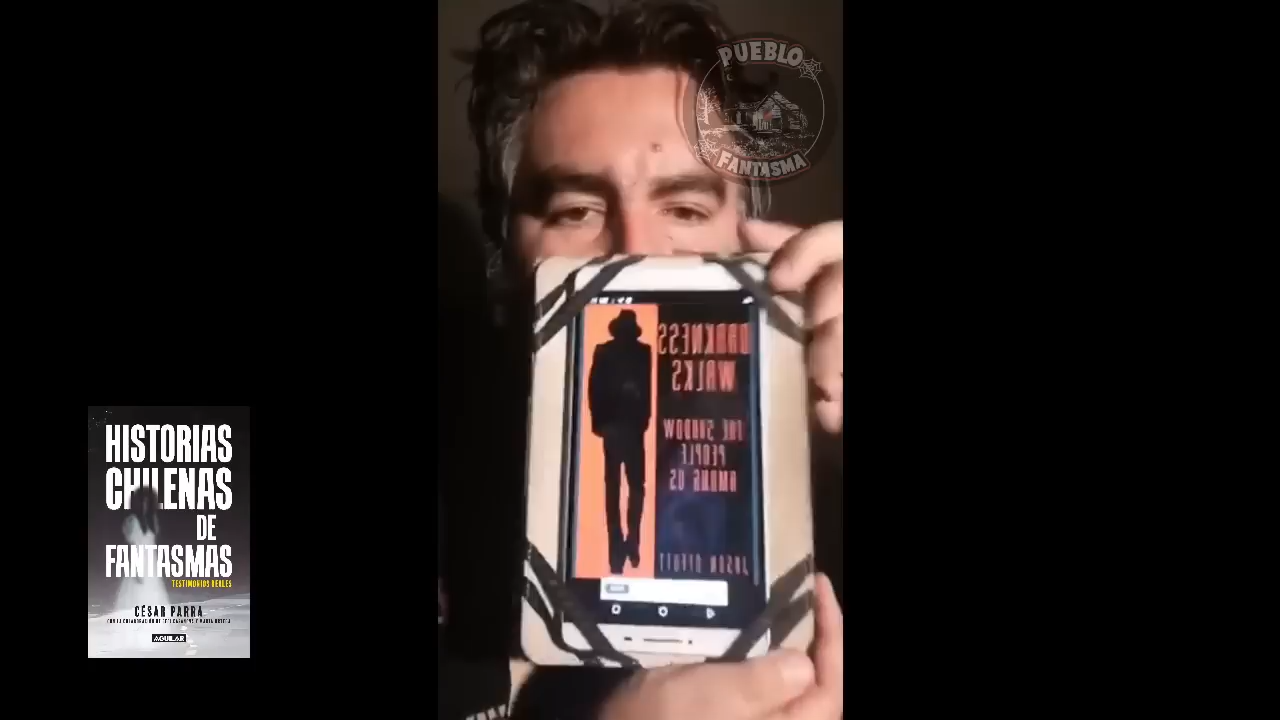 PUEBLO
FANTASMA
DARKNESS
WALKS
THE SHADOW
PEOPLE
AMONG US
JASON OFFUTT
HISTORIAS
CHILENAS
DE
FANTASMAS
TESTIMONIOS REALES
CÉSAR PARRA
AGUILAR